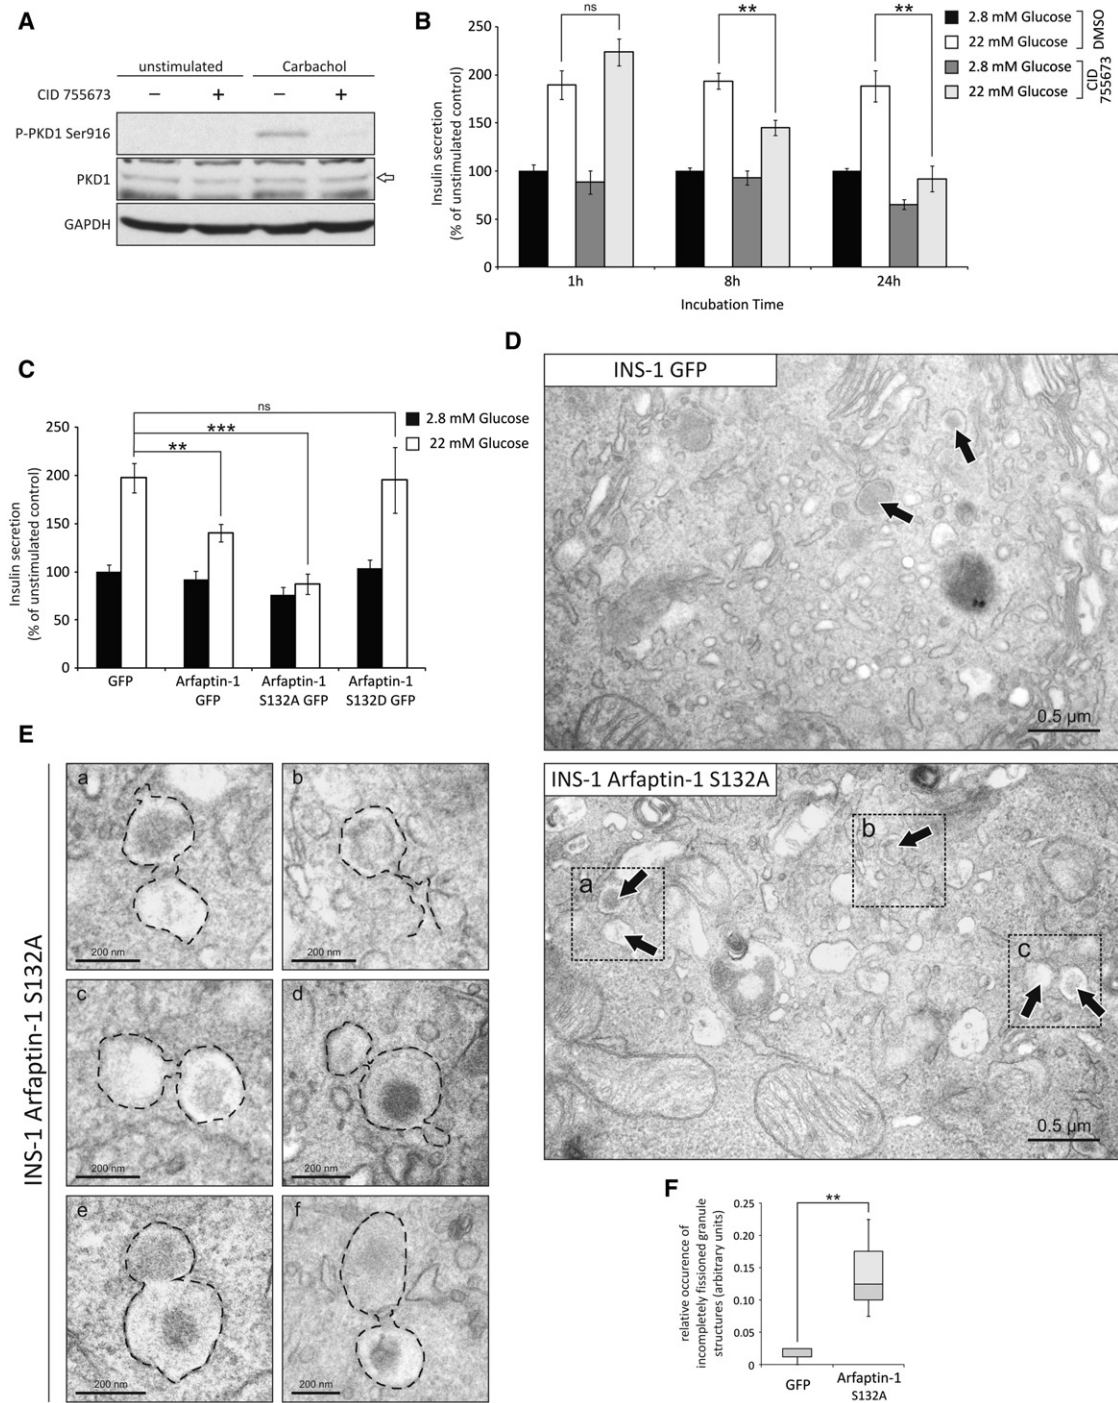 A
unstimulated Carbachol
CID 755673 − + − +
P-PKD1 Ser916
PKD1
GAPDH
B
Insulin secretion
(% of unstimulated control)
250
200
150
100
50
0
ns
**
**
1h 8h 24h
Incubation Time
2.8 mM Glucose
22 mM Glucose
DMSO
2.8 mM Glucose
22 mM Glucose
CID
755673
C
Insulin secretion
(% of unstimulated control)
250
200
150
100
50
0
ns
***
**
2.8 mM Glucose
22 mM Glucose
GFP Arfaptin-1 Arfaptin-1 Arfaptin-1
GFP S132A GFP S132D GFP
D
INS-1 GFP
0.5 μm
INS-1 Arfaptin-1 S132A
a
b
c
0.5 μm
E
INS-1 Arfaptin-1 S132A
a
200 nm
b
200 nm
c
200 nm
d
200 nm
e
200 nm
f
200 nm
F
relative occurence of
incompletely fissioned granule
structures (arbitrary units)
0.25
0.20
0.15
0.10
0.05
0
**
GFP Arfaptin-1
S132A